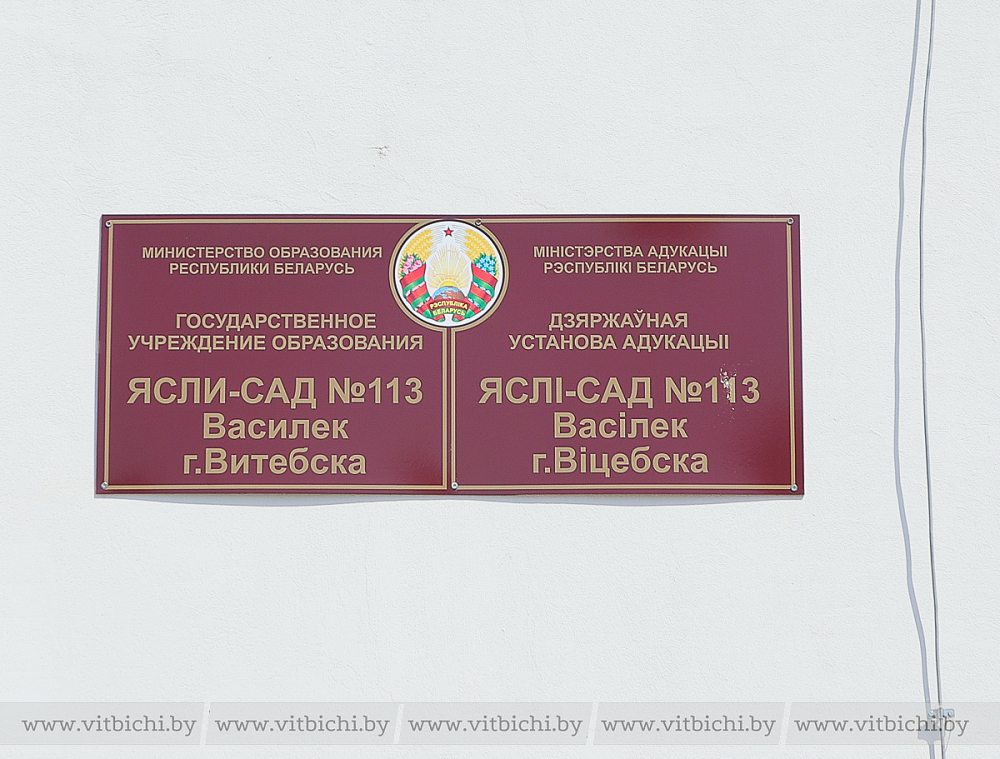 МИНИСТЕРСТВО ОБРАЗОВАНИЯ
РЕСПУБЛИКИ БЕЛАРУСЬ
ГОСУДАРСТВЕННОЕ
УЧРЕЖДЕНИЕ ОБРАЗОВАНИЯ
ЯСЛИ-САД №113
Василек
г.Витебска
РЭСПУБЛІКА
БЕЛАРУСЬ
МІНІСТЭРСТВА АДУКАЦЫІ
РЭСПУБЛІКІ БЕЛАРУСЬ
ДЗЯРЖАЎНАЯ
УСТАНОВА АДУКАЦЫІ
ЯСЛІ-САД №113
Васілек
г.Віцебска
www.vitbichi.by www.vitbichi.by www.vitbichi.by www.vitbichi.by www.vitbichi.by